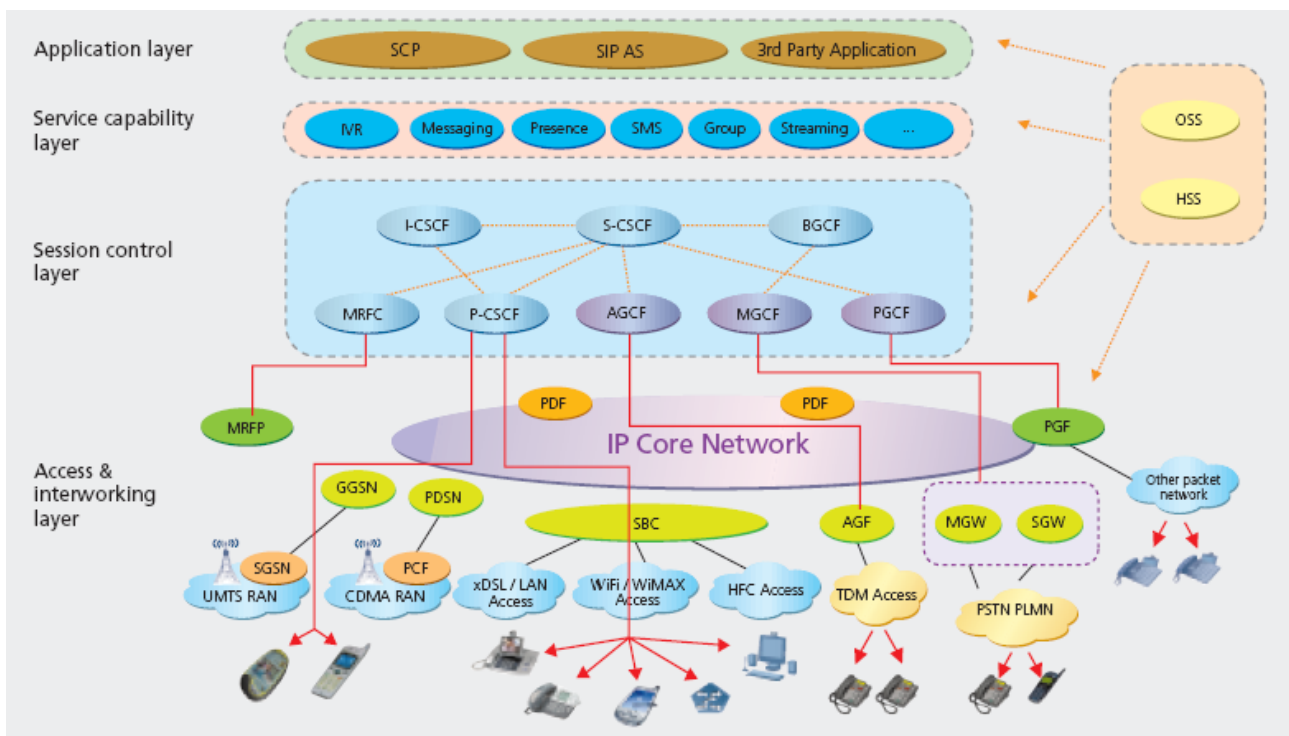 Application layer
SCP
SIP AS
3rd Party Application
Service capability
layer
IVR
Messaging
Presence
SMS
Group
Streaming
...
OSS
HSS
Session control
layer
I-CSCF
S-CSCF
BGCF
MRFC
P-CSCF
AGCF
MGCF
PGCF
PDF
PDF
MRFP
IP Core Network
PGF
Access &
interworking
layer
GGSN
PDSN
Other packet
network
SBC
AGF
MGW
SGW
SGSN
PCF
UMTS RAN
CDMA RAN
xDSL / LAN
Access
WiFi / WiMAX
Access
HFC Access
TDM Access
PSTN PLMN